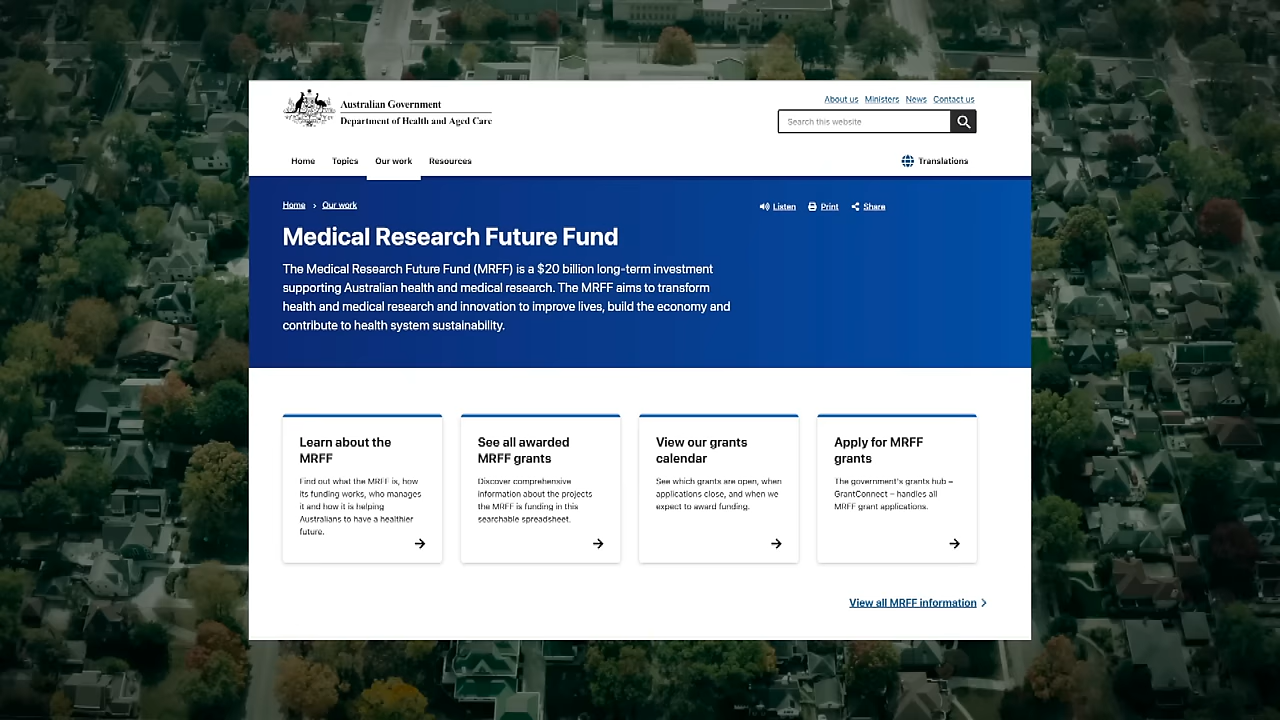 Australian Government
Department of Health and Aged Care
About us Ministers News Contact us
Search this website
Home Topics Our work Resources
Translations
Home › Our work
Listen Print Share
Medical Research Future Fund
The Medical Research Future Fund (MRFF) is a $20 billion long-term investment
supporting Australian health and medical research. The MRFF aims to transform
health and medical research and innovation to improve lives, build the economy and
contribute to health system sustainability.
Learn about the
MRFF
Find out what the MRFF is, how
its funding works, who manages
it and how it is helping
Australians to have a healthier
future.
See all awarded
MRFF grants
Discover comprehensive
information about the projects
the MRFF is funding in this
searchable spreadsheet.
View our grants
calendar
See which grants are open, when
applications close, and when we
expect to award funding.
Apply for MRFF
grants
The government's grants hub –
GrantConnect – handles all
MRFF grant applications.
View all MRFF information